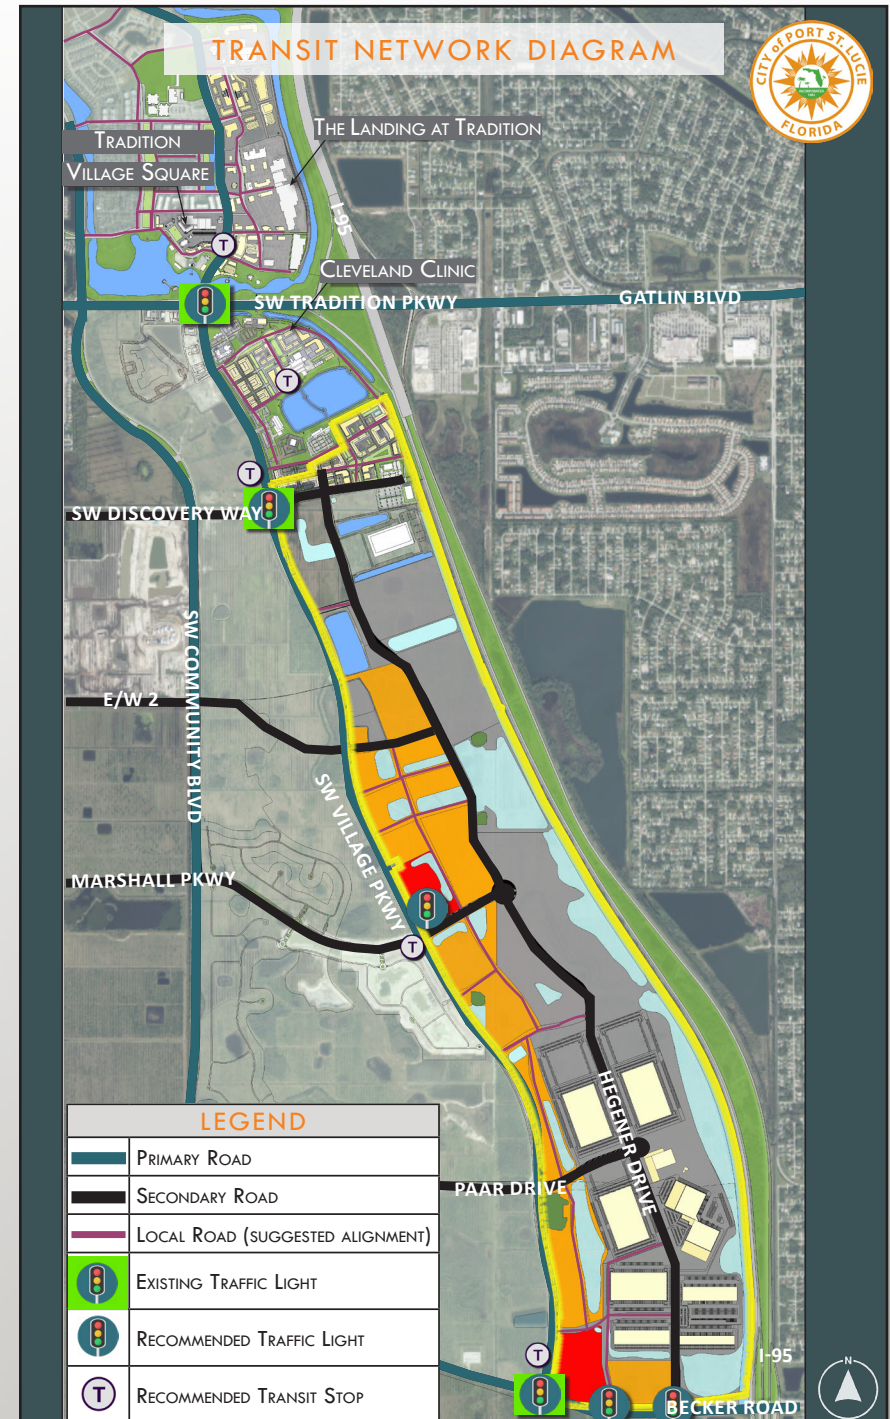 TRANSIT NETWORK DIAGRAM
CITY of PORT ST. LUCIE
FLORIDA
THE LANDING AT TRADITION
TRADITION
VILLAGE SQUARE
I-95
T
CLEVELAND CLINIC
SW TRADITION PKWY
GATLIN BLVD
T
T
SW DISCOVERY WAY
SW COMMUNITY BLVD
E/W 2
SW VILLAGE PKWY
MARSHALL PKWY
T
HEGENER DRIVE
PAAR DRIVE
LEGEND
PRIMARY ROAD
SECONDARY ROAD
LOCAL ROAD (SUGGESTED ALIGNMENT)
EXISTING TRAFFIC LIGHT
RECOMMENDED TRAFFIC LIGHT
T RECOMMENDED TRANSIT STOP
T
I-95
BECKER ROAD
N